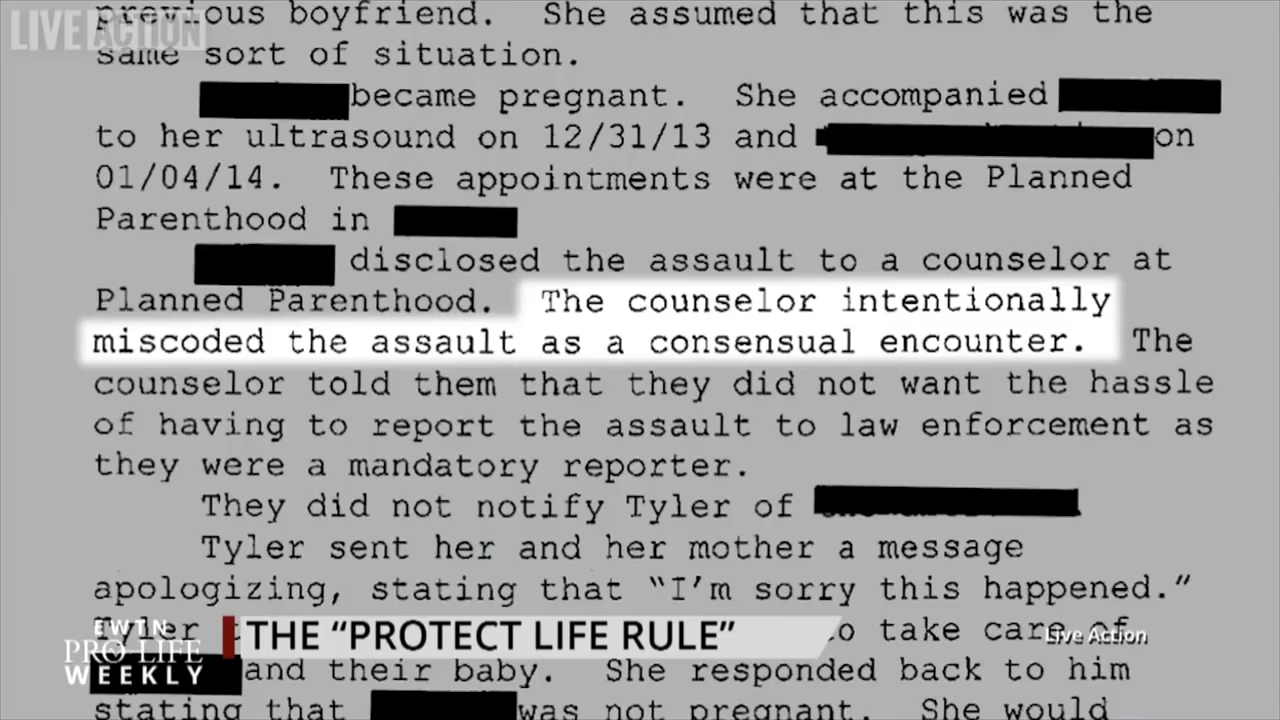 LIVE ACTION
previous boyfriend. She assumed that this was the
same sort of situation.
became pregnant. She accompanied
to her ultrasound on 12/31/13 and on
01/04/14. These appointments were at the Planned
Parenthood in
disclosed the assault to a counselor at
Planned Parenthood. The counselor intentionally
miscoded the assault as a consensual encounter. The
counselor told them that they did not want the hassle
of having to report the assault to law enforcement as
they were a mandatory reporter.
They did not notify Tyler of
Tyler sent her and her mother a message
apologizing, stating that “I’m sorry this happened.”
Tyler to take care of
and their baby. She responded back to him
stating that was not pregnant. She would
EWTN
PRO-LIFE
WEEKLY
THE “PROTECT LIFE RULE”
Live Action